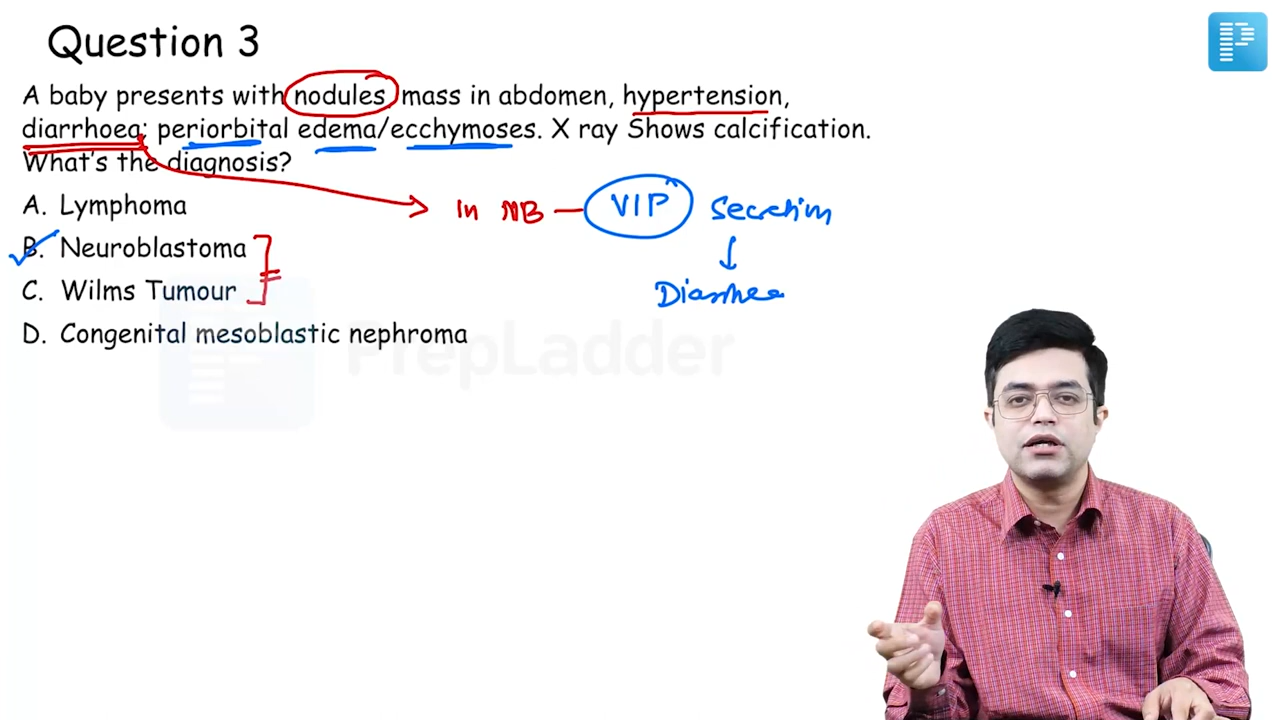 Question 3
A baby presents with nodules mass in abdomen, hypertension,
diarrhoea; periorbital edema/ecchymoses. X ray Shows calcification.
What's the diagnosis?
A. Lymphoma
In NB — VIP Secretion
B. Neuroblastoma
C. Wilms Tumour
Diarrhea
D. Congenital mesoblastic nephroma
PrepLadder